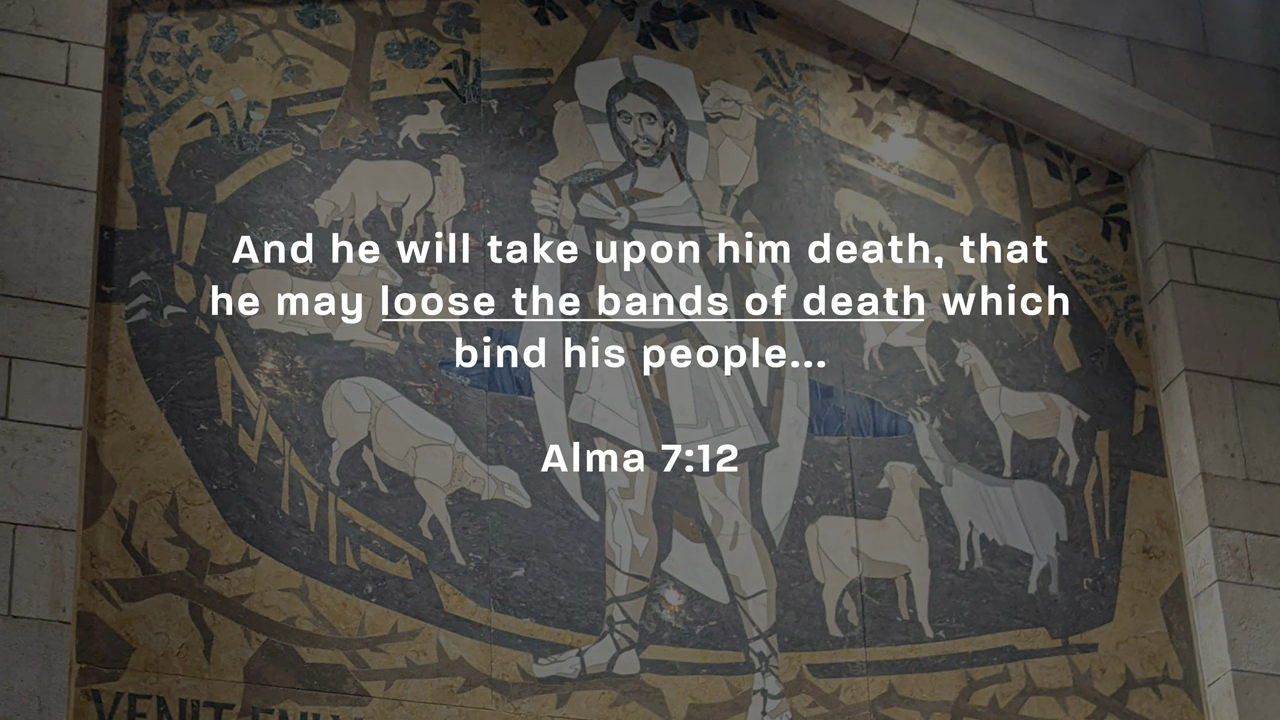 And he will take upon him death, that
he may loose the bands of death which
bind his people...
Alma 7:12
VENIT